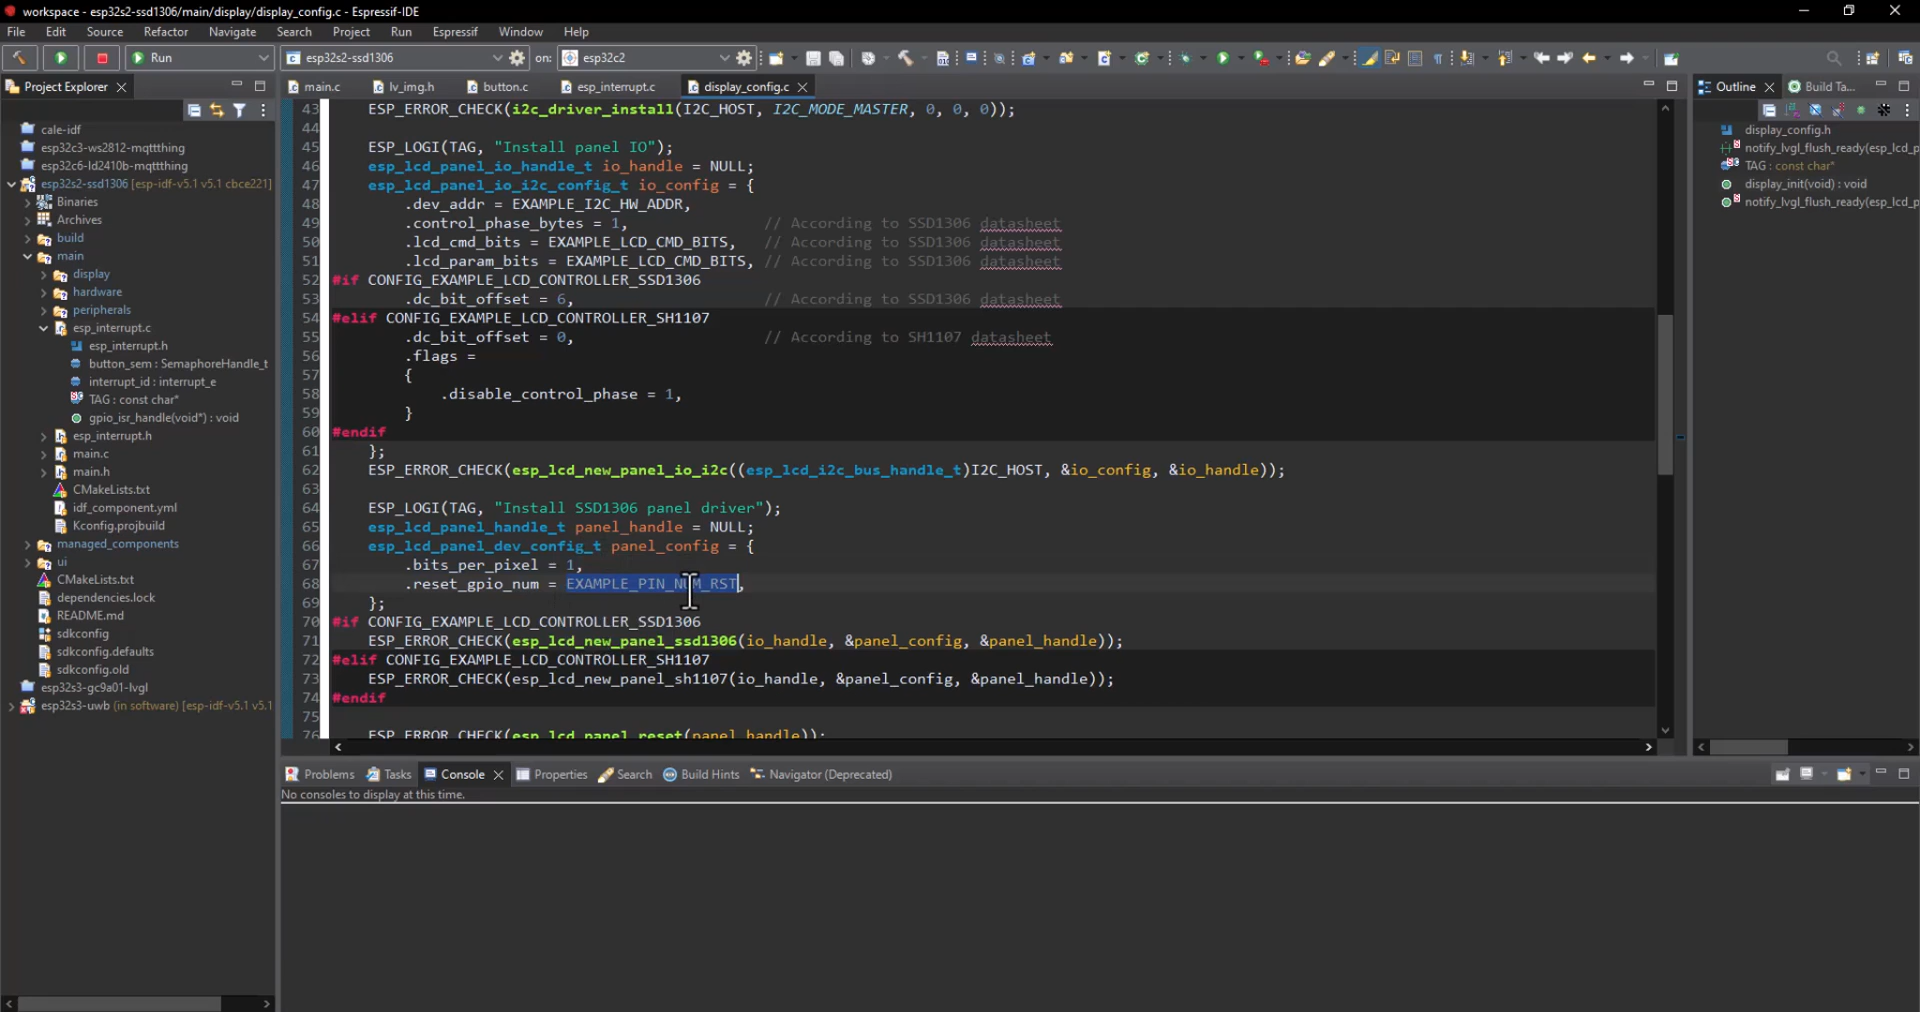 workspace - esp32s2-ssd1306/main/display/display_config.c - Espressif-IDE
File Edit Source Refactor Navigate Search Project Run Espressif Window Help
Run esp32s2-ssd1306 on: esp32c2
Project Explorer
cale-idf
esp32c3-ws2812-mqttthing
esp32c6-ld2410b-mqttthing
esp32s2-ssd1306 [esp-idf-v5.1 v5.1 cbce221]
Binaries
Archives
build
main
display
hardware
peripherals
esp_interrupt.c
esp_interrupt.h
button_sem : SemaphoreHandle_t
interrupt_id : interrupt_e
TAG : const char*
gpio_isr_handle(void*) : void
esp_interrupt.h
main.c
main.h
CMakeLists.txt
idf_component.yml
Kconfig.projbuild
managed_components
ui
CMakeLists.txt
dependencies.lock
README.md
sdkconfig
sdkconfig.defaults
sdkconfig.old
esp32s3-gc9a01-lvgl
esp32s3-uwb (in software) [esp-idf-v5.1 v5.1
main.c lv_img.h button.c esp_interrupt.c display_config.c
43 ESP_ERROR_CHECK(i2c_driver_install(I2C_HOST, I2C_MODE_MASTER, 0, 0, 0));
44
45 ESP_LOGI(TAG, "Install panel IO");
46 esp_lcd_panel_io_handle_t io_handle = NULL;
47 esp_lcd_panel_io_i2c_config_t io_config = {
48 .dev_addr = EXAMPLE_I2C_HW_ADDR,
49 .control_phase_bytes = 1, // According to SSD1306 datasheet
50 .lcd_cmd_bits = EXAMPLE_LCD_CMD_BITS, // According to SSD1306 datasheet
51 .lcd_param_bits = EXAMPLE_LCD_CMD_BITS, // According to SSD1306 datasheet
52 #if CONFIG_EXAMPLE_LCD_CONTROLLER_SSD1306
53 .dc_bit_offset = 6, // According to SSD1306 datasheet
54 #elif CONFIG_EXAMPLE_LCD_CONTROLLER_SH1107
55 .dc_bit_offset = 0, // According to SH1107 datasheet
56 .flags =
57 {
58 .disable_control_phase = 1,
59 }
60 #endif
61 };
62 ESP_ERROR_CHECK(esp_lcd_new_panel_io_i2c((esp_lcd_i2c_bus_handle_t)I2C_HOST, &io_config, &io_handle));
63
64 ESP_LOGI(TAG, "Install SSD1306 panel driver");
65 esp_lcd_panel_handle_t panel_handle = NULL;
66 esp_lcd_panel_dev_config_t panel_config = {
67 .bits_per_pixel = 1,
68 .reset_gpio_num = EXAMPLE_PIN_NUM_RST,
69 };
70 #if CONFIG_EXAMPLE_LCD_CONTROLLER_SSD1306
71 ESP_ERROR_CHECK(esp_lcd_new_panel_ssd1306(io_handle, &panel_config, &panel_handle));
72 #elif CONFIG_EXAMPLE_LCD_CONTROLLER_SH1107
73 ESP_ERROR_CHECK(esp_lcd_new_panel_sh1107(io_handle, &panel_config, &panel_handle));
74 #endif
75
76 ESP_ERROR_CHECK(esp_lcd_panel_reset(panel_handle));
Outline Build Ta...
display_config.h
notify_lvgl_flush_ready(esp_lcd_p
TAG : const char*
display_init(void) : void
notify_lvgl_flush_ready(esp_lcd_p
Problems Tasks Console Properties Search Build Hints Navigator (Deprecated)
No consoles to display at this time.